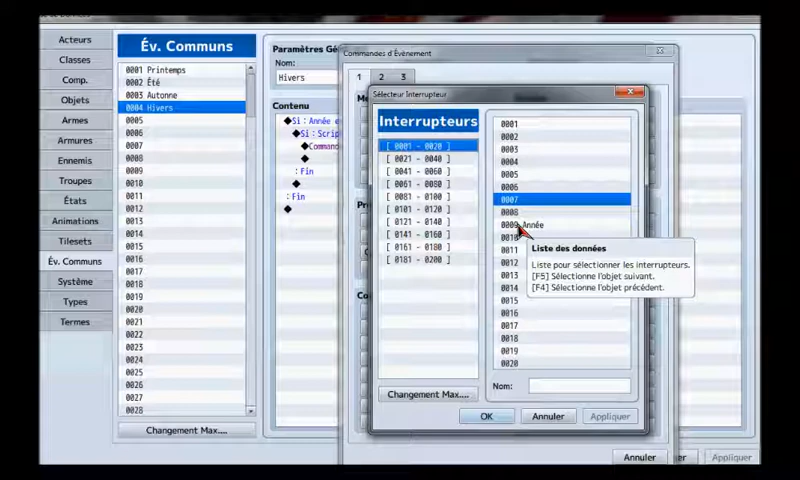 Acteurs
Classes
Comp.
Objets
Armes
Armures
Ennemis
Troupes
États
Animations
Tilesets
Év. Communs
Système
Types
Termes
Év. Communs
0001 Printemps
0002 Été
0003 Autonne
0004 Hivers
0005
0006
0007
0008
0009
0010
0011
0012
0013
0014
0015
0016
0017
0018
0019
0020
0021
0022
0023
0024
0025
0026
0027
0028
Changement Max....
Nom:
Hivers
Contenu
◆Si : Année
◆Si : Scrip
◆Command
◆
: Fin
◆
: Fin
◆
Commandes d'Évènement
1 2 3
Sélecteur Interrupteur
Interrupteurs
[ 0001 - 0020 ]
[ 0021 - 0040 ]
[ 0041 - 0060 ]
[ 0061 - 0080 ]
[ 0081 - 0100 ]
[ 0101 - 0120 ]
[ 0121 - 0140 ]
[ 0141 - 0160 ]
[ 0161 - 0180 ]
[ 0181 - 0200 ]
Changement Max....
0001
0002
0003
0004
0005
0006
0007
0008
0009 Année
0010
0011
0012
0013
0014
0015
0016
0017
0018
0019
0020
Liste des données
Liste pour sélectionner les interrupteurs.
[F5] Sélectionne l'objet suivant.
[F4] Sélectionne l'objet précédent.
Nom:
OK Annuler Appliquer
Annuler Appliquer